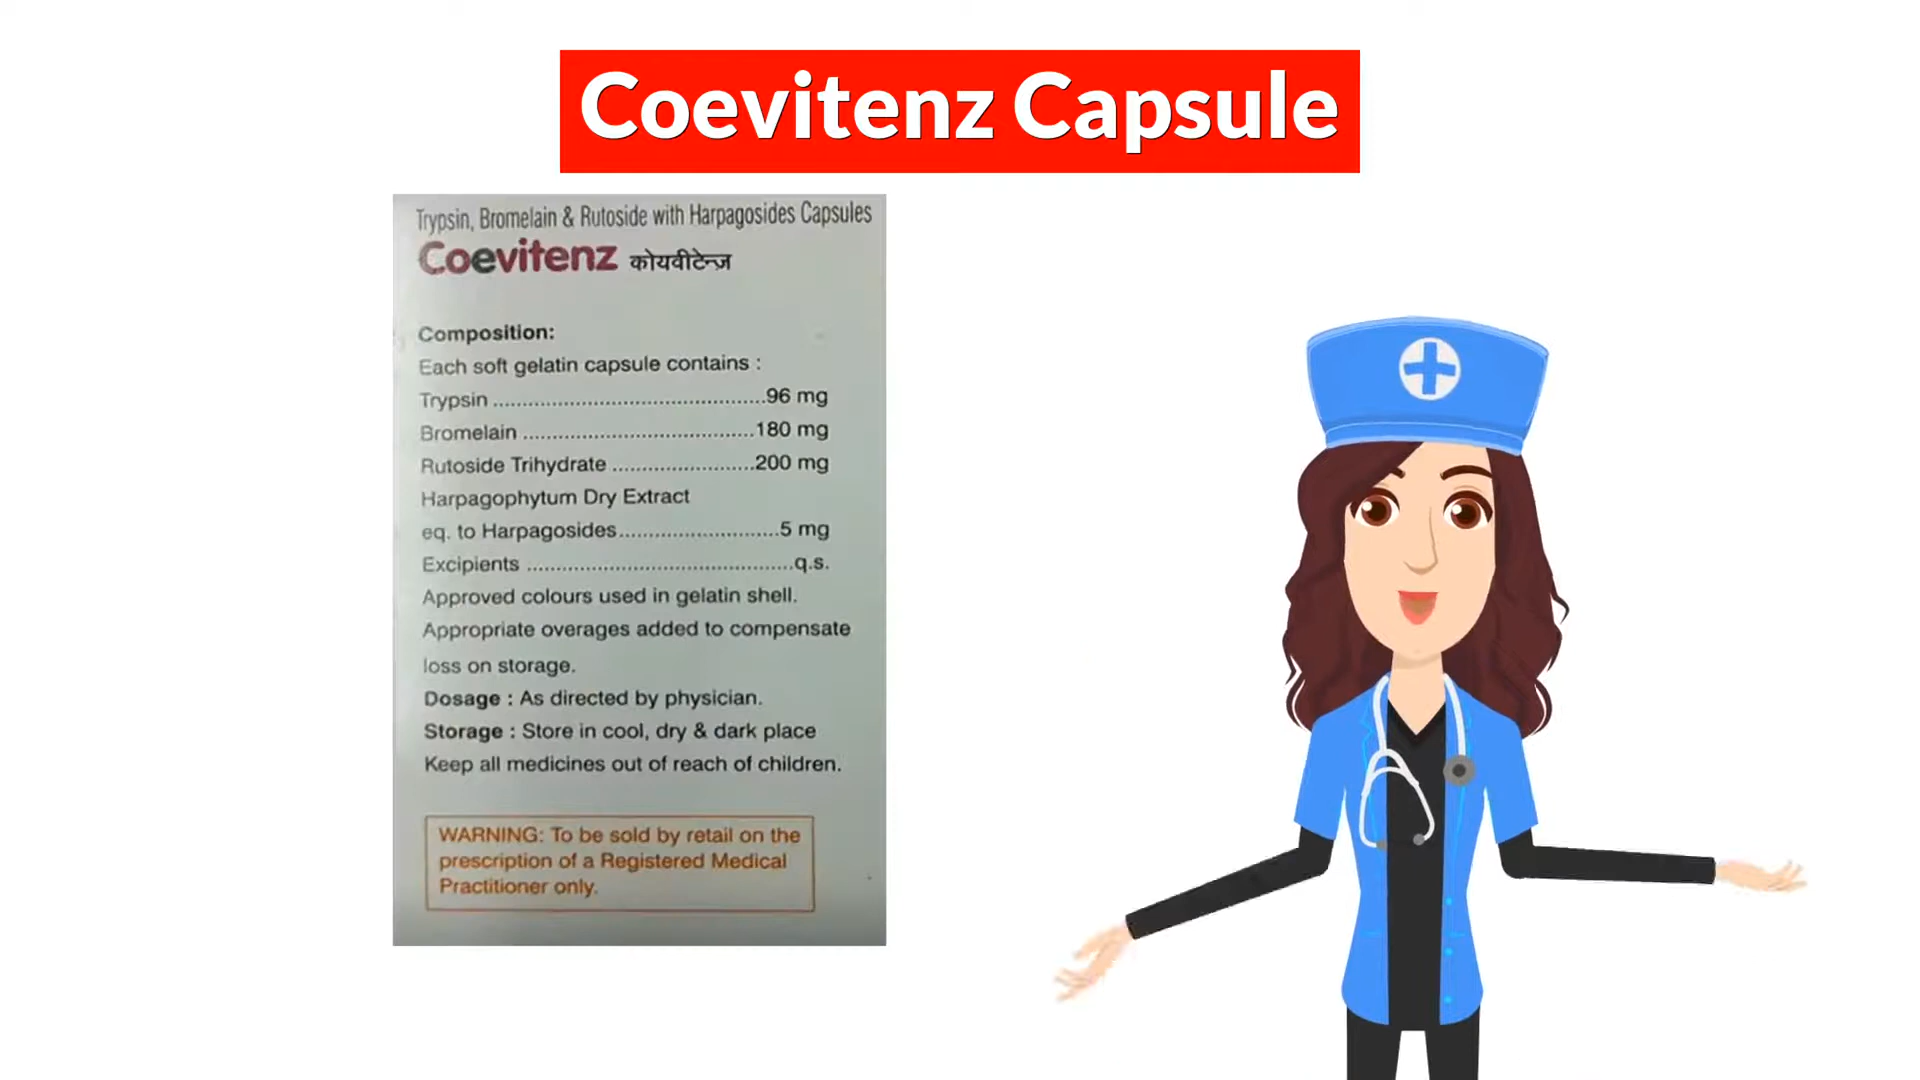 Coevitenz Capsule
Trypsin, Bromelain & Rutoside with Harpagosides Capsules
Coevitenz कोयवीटेन्ज़
Composition:
Each soft gelatin capsule contains :
Trypsin ..............................................96 mg
Bromelain .......................................180 mg
Rutoside Trihydrate ........................200 mg
Harpagophytum Dry Extract
eq. to Harpagosides...........................5 mg
Excipients .............................................q.s.
Approved colours used in gelatin shell.
Appropriate overages added to compensate
loss on storage.
Dosage : As directed by physician.
Storage : Store in cool, dry & dark place
Keep all medicines out of reach of children.
WARNING: To be sold by retail on the
prescription of a Registered Medical
Practitioner only.